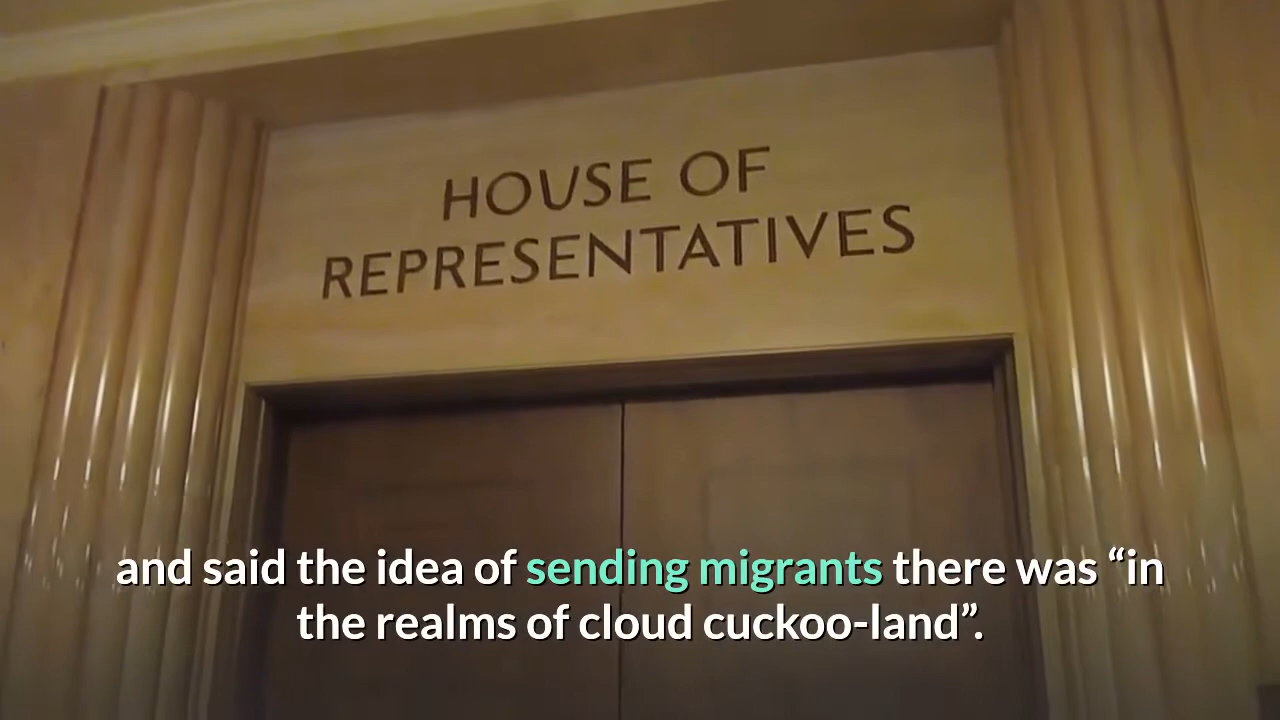 HOUSE OF
REPRESENTATIVES
and said the idea of sending migrants there was “in
the realms of cloud cuckoo-land”.